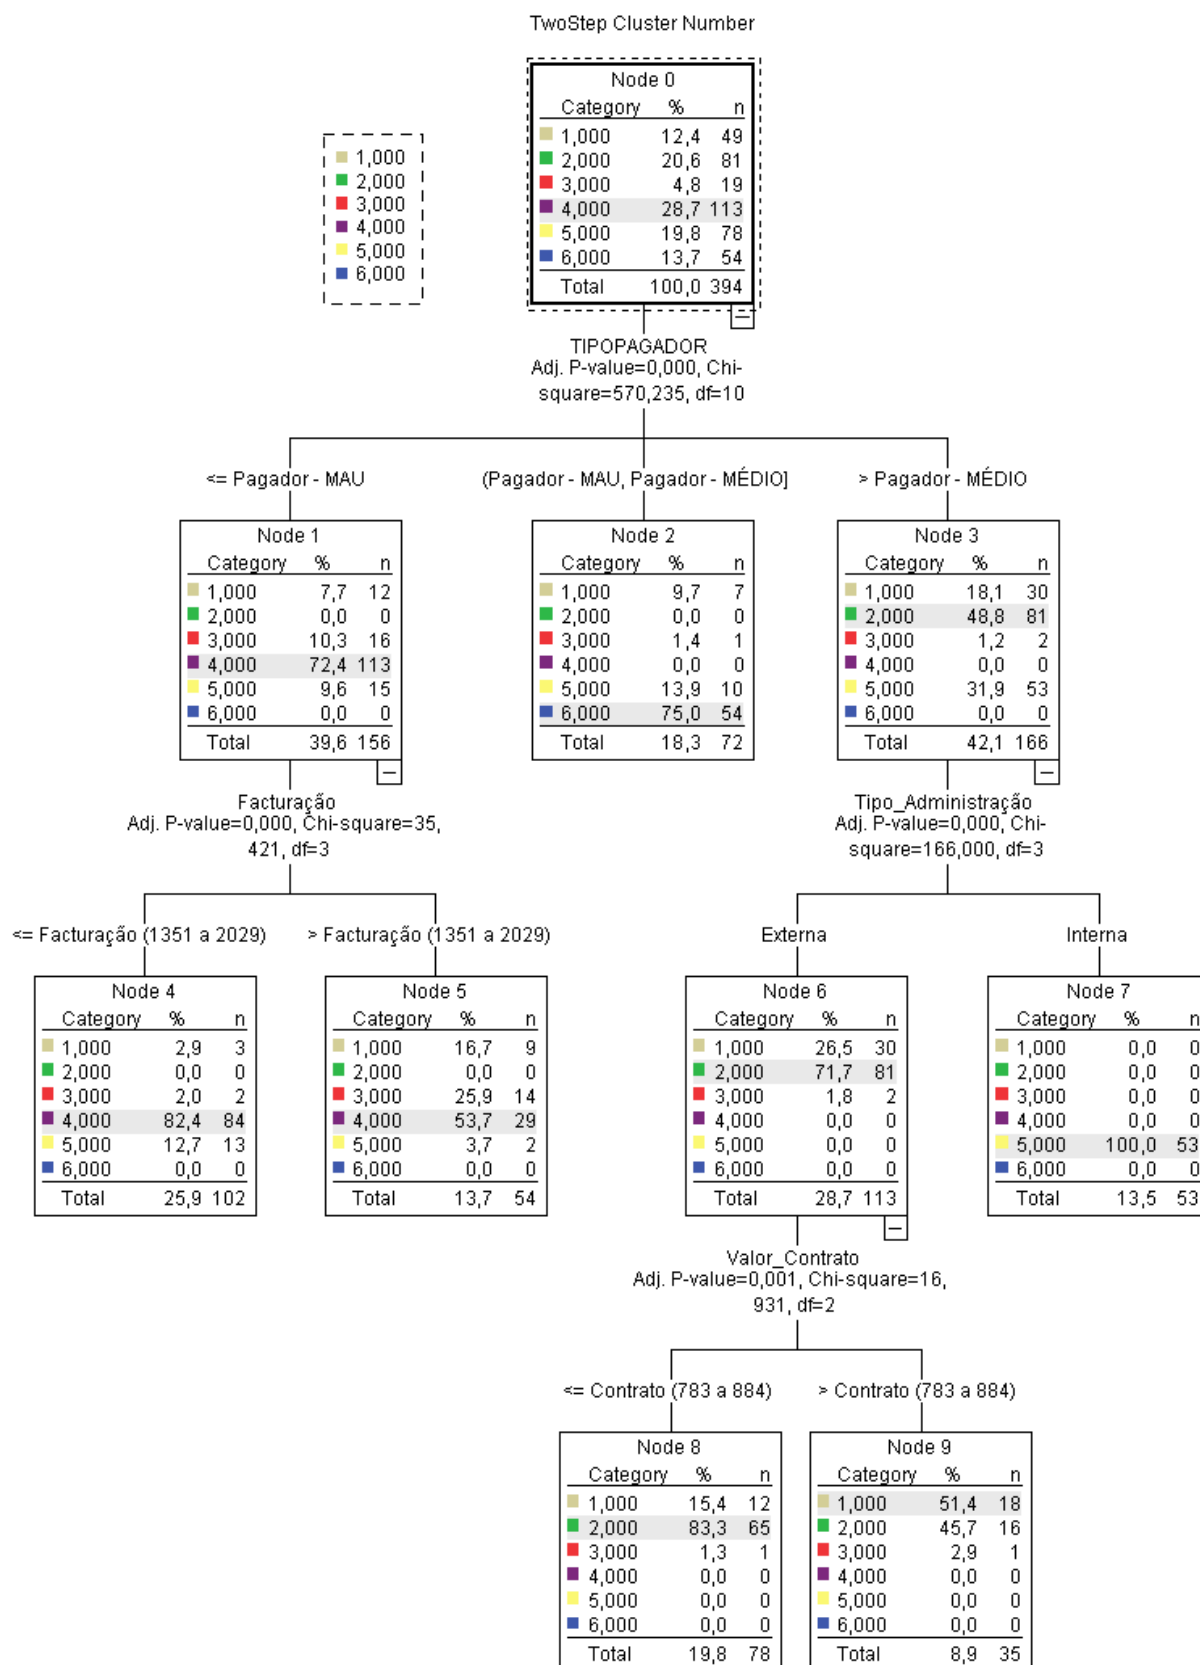 TwoStep Cluster Number
Node 0
Category % n
1,000 12,4 49
2,000 20,6 81
3,000 4,8 19
4,000 28,7 113
5,000 19,8 78
6,000 13,7 54
Total 100,0 394
1,000
2,000
3,000
4,000
5,000
6,000
TIPOPAGADOR
Adj. P-value=0,000, Chi-
square=570,235, df=10
<= Pagador - MAU
(Pagador - MAU, Pagador - MÉDIO]
> Pagador - MÉDIO
Node 1
Category % n
1,000 7,7 12
2,000 0,0 0
3,000 10,3 16
4,000 72,4 113
5,000 9,6 15
6,000 0,0 0
Total 39,6 156
Node 2
Category % n
1,000 9,7 7
2,000 0,0 0
3,000 1,4 1
4,000 0,0 0
5,000 13,9 10
6,000 75,0 54
Total 18,3 72
Node 3
Category % n
1,000 18,1 30
2,000 48,8 81
3,000 1,2 2
4,000 0,0 0
5,000 31,9 53
6,000 0,0 0
Total 42,1 166
Facturação
Adj. P-value=0,000, Chi-square=35,
421, df=3
Tipo_Administração
Adj. P-value=0,000, Chi-
square=166,000, df=3
<= Facturação (1351 a 2029)
> Facturação (1351 a 2029)
Externa
Interna
Node 4
Category % n
1,000 2,9 3
2,000 0,0 0
3,000 2,0 2
4,000 82,4 84
5,000 12,7 13
6,000 0,0 0
Total 25,9 102
Node 5
Category % n
1,000 16,7 9
2,000 0,0 0
3,000 25,9 14
4,000 53,7 29
5,000 3,7 2
6,000 0,0 0
Total 13,7 54
Node 6
Category % n
1,000 26,5 30
2,000 71,7 81
3,000 1,8 2
4,000 0,0 0
5,000 0,0 0
6,000 0,0 0
Total 28,7 113
Node 7
Category % n
1,000 0,0 0
2,000 0,0 0
3,000 0,0 0
4,000 0,0 0
5,000 100,0 53
6,000 0,0 0
Total 13,5 53
Valor_Contrato
Adj. P-value=0,001, Chi-square=16,
931, df=2
<= Contrato (783 a 884)
> Contrato (783 a 884)
Node 8
Category % n
1,000 15,4 12
2,000 83,3 65
3,000 1,3 1
4,000 0,0 0
5,000 0,0 0
6,000 0,0 0
Total 19,8 78
Node 9
Category % n
1,000 51,4 18
2,000 45,7 16
3,000 2,9 1
4,000 0,0 0
5,000 0,0 0
6,000 0,0 0
Total 8,9 35